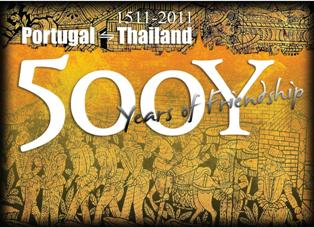 1511-2011
Portugal Thailand
500Y
Years of Friendship